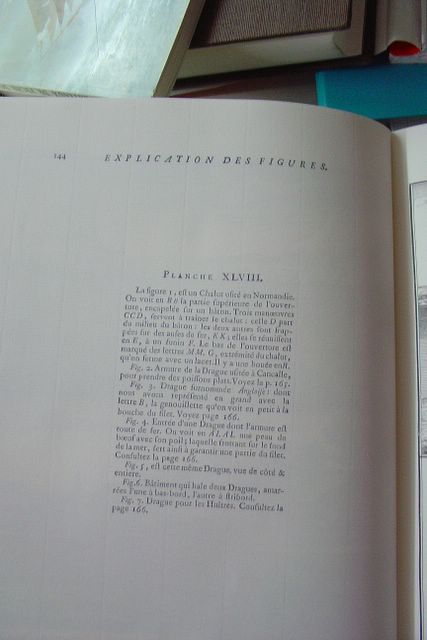 144 EXPLICATION DES FIGURES.
PLANCHE XLVIII.
La figure 1, est un Chalut usité en Normandie.
On voit en B B la partie supérieure de l'ouver-
ture, encapelée sur un bâton. Trois manœuvres
C C D, servent à traîner le chalut : celle D part
du milieu du bâton : les deux autres sont frap-
pées sur des anses de fer, K K ; elles se réunissent
en E, à un funin F. Le bas de l'ouverture est
marqué des lettres M M. G, extrémité du chalut,
qu'on ferme avec un lacet. Il y a une bouée en H.
Fig. 2. Armure de la Drague usitée à Cancalle,
pour prendre des poissons plats. Voyez la p. 165.
Fig. 3. Drague surnommée Angloise : dont
nous avons représenté en grand avec la
lettre B, la genouillette qu'on voit en petit à la
bouche du filet. Voyez page 166.
Fig. 4. Entrée d'une Drague dont l'armure est
toute de fer. On voit en AL AL une peau de
bœuf avec son poil ; laquelle frottant sur le fond
de la mer, sert ainsi à garantir une partie du filet.
Consultez la page 166.
Fig. 5, est cette même Drague, vue de côté &
entiere.
Fig. 6. Bâtiment qui hale deux Dragues, amar-
rées l'une à bas-bord, l'autre à stribord.
Fig. 7. Drague pour les Huîtres. Consultez la
page 166.